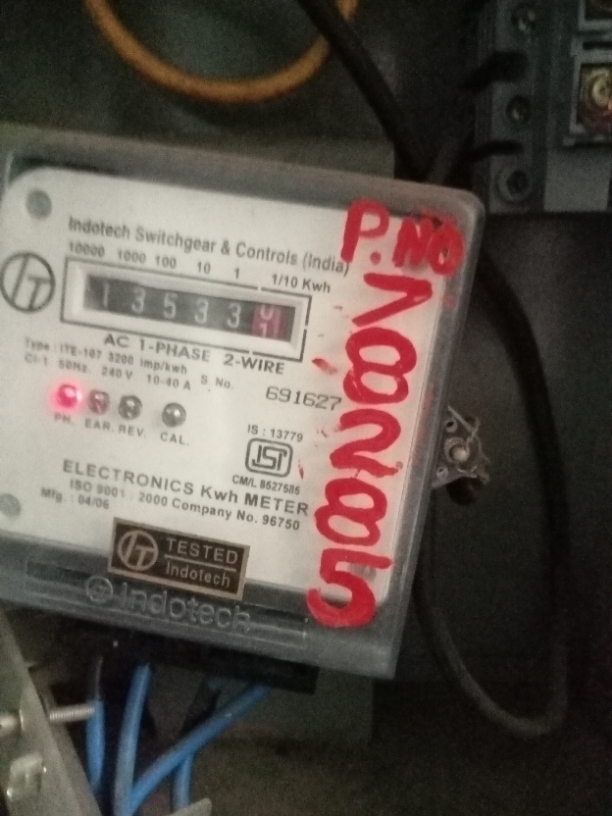 P.NO
78285
Indotech Switchgear & Controls (India)
10000 1000 100 10 1 1/10 Kwh
1 3 5 3 3
AC 1-PHASE 2-WIRE
Type : ITE-107 3200 imp/kwh
Cl-1 50Hz. 240 V 10-40 A S. No.
691627
PH. EAR. REV. CAL.
IS : 13779
ISI
CM/L 8527585
ELECTRONICS KwH METER
ISO 9001 : 2000 Company No. 96750
Mfg. : 04/06
IT
TESTED
Indotech
Indotech